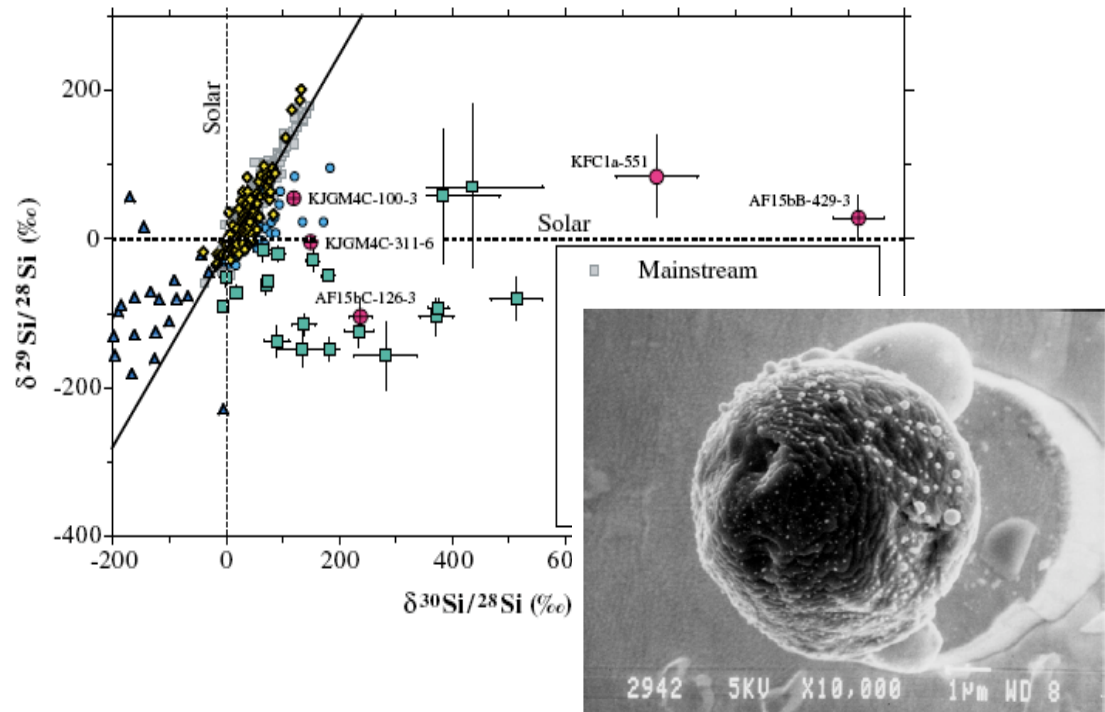 200
Solar
KFC1a-551
AF15bB-429-3
KJGM4C-100-3
Solar
0
KJGM4C-311-6
Mainstream
AF15bC-126-3
δ²⁹Si/²⁸Si (‰)
-200
-400
-200
0
200
400
δ³⁰Si/²⁸Si (‰)
2942 5KV X10,000 1μm WD 8